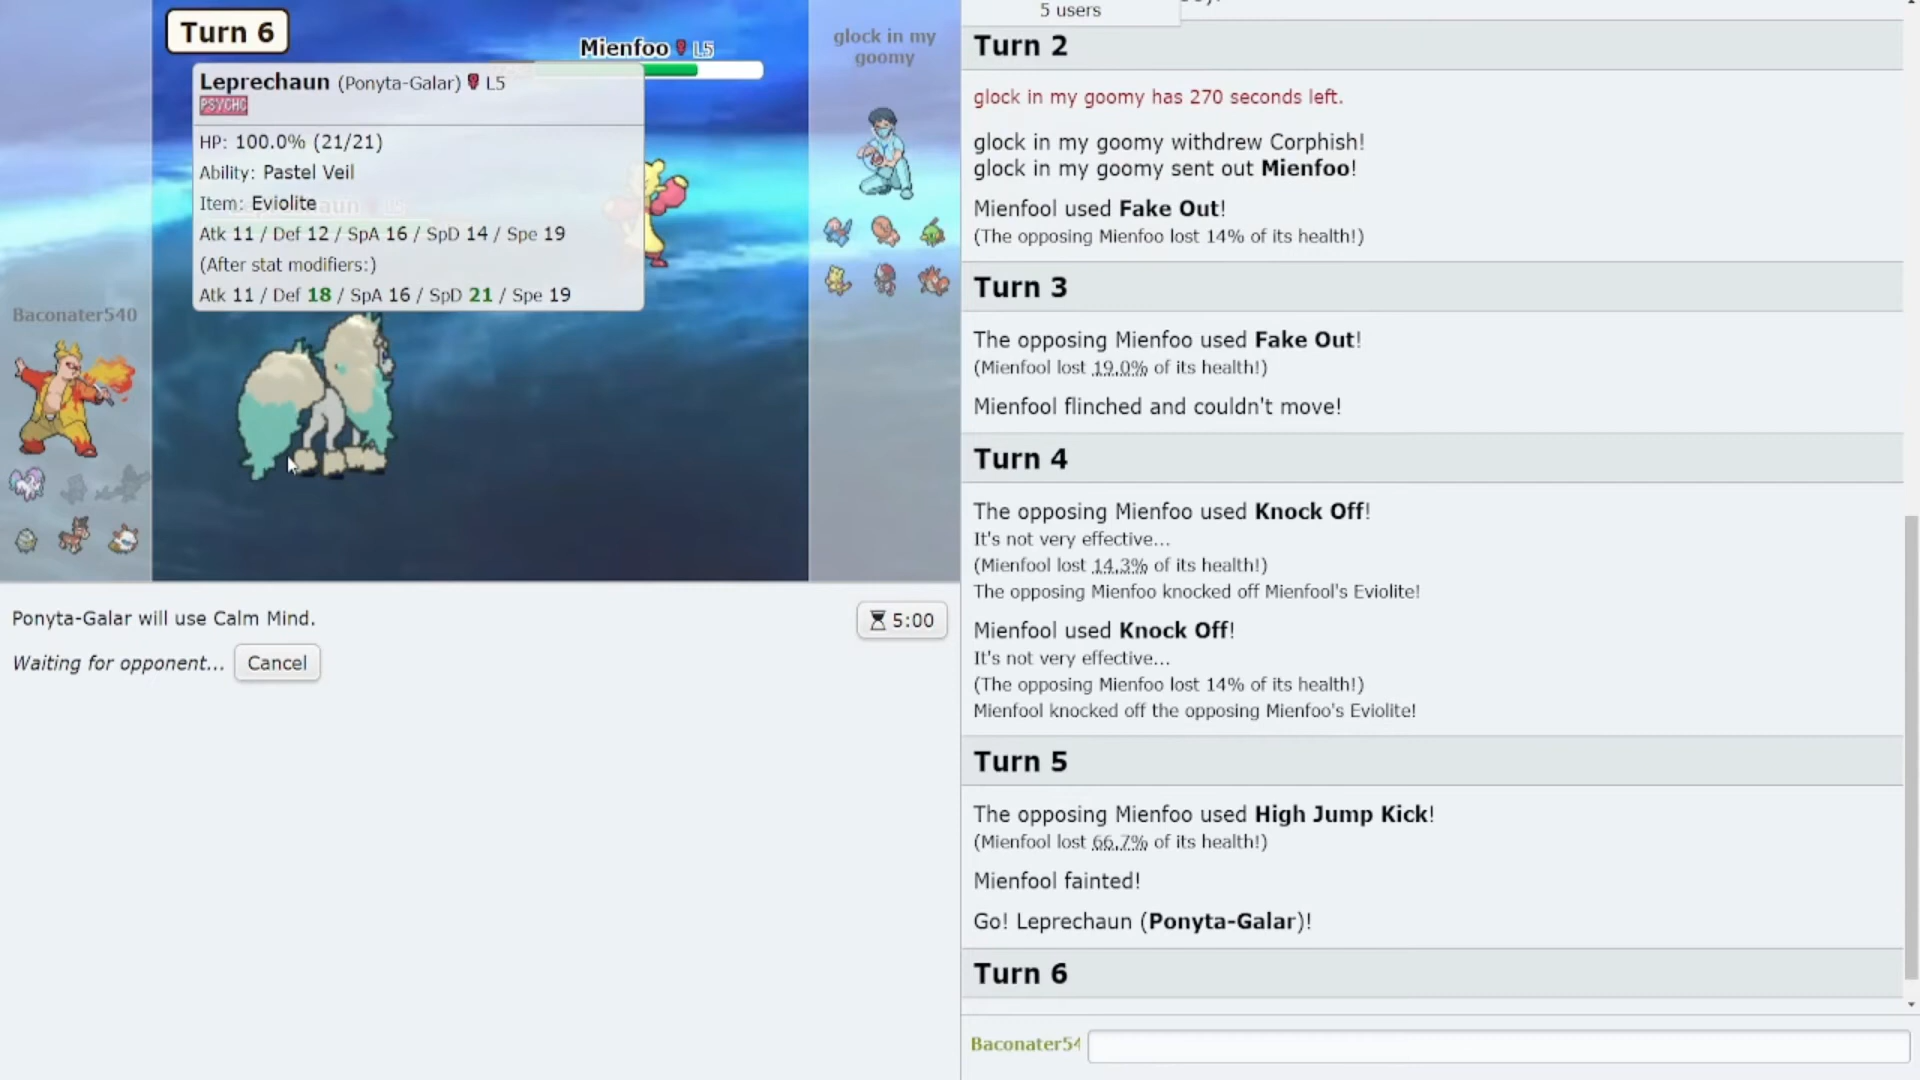 Turn 6
Mienfoo L5
Leprechaun (Ponyta-Galar) L5
PSYCHC
HP: 100.0% (21/21)
Ability: Pastel Veil
Item: Eviolite
Atk 11 / Def 12 / SpA 16 / SpD 14 / Spe 19
(After stat modifiers:)
Atk 11 / Def 18 / SpA 16 / SpD 21 / Spe 19
Baconater540
glock in my
goomy
Ponyta-Galar will use Calm Mind.
5:00
Waiting for opponent...
Cancel
5 users
Turn 2
glock in my goomy has 270 seconds left.
glock in my goomy withdrew Corphish!
glock in my goomy sent out Mienfoo!
Mienfool used Fake Out!
(The opposing Mienfoo lost 14% of its health!)
Turn 3
The opposing Mienfoo used Fake Out!
(Mienfool lost 19.0% of its health!)
Mienfool flinched and couldn't move!
Turn 4
The opposing Mienfoo used Knock Off!
It's not very effective...
(Mienfool lost 14.3% of its health!)
The opposing Mienfoo knocked off Mienfool's Eviolite!
Mienfool used Knock Off!
It's not very effective...
(The opposing Mienfoo lost 14% of its health!)
Mienfool knocked off the opposing Mienfoo's Eviolite!
Turn 5
The opposing Mienfoo used High Jump Kick!
(Mienfool lost 66.7% of its health!)
Mienfool fainted!
Go! Leprechaun (Ponyta-Galar)!
Turn 6
Baconater54